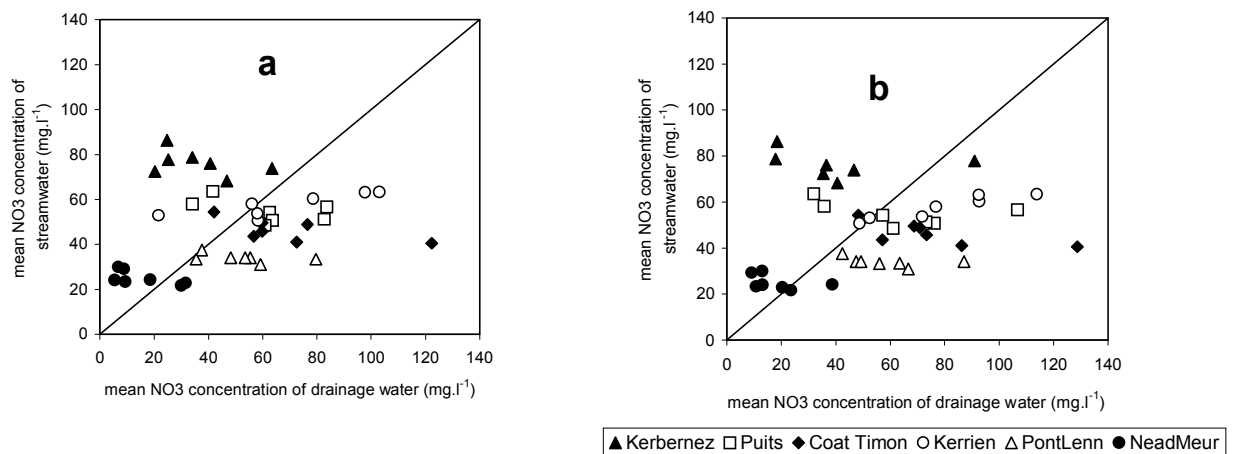 a
140
120
100
80
60
40
20
0
0 20 40 60 80 100 120 140
mean NO3 concentration of
streamwater (mg.l-1)
mean NO3 concentration of drainage water (mg.l-1)
b
140
120
100
80
60
40
20
0
0 20 40 60 80 100 120 140
mean NO3 concentration of
streamwater (mg.l-1)
mean NO3 concentration of drainage water (mg.l-1)
Kerbernez Puits Coat Timon Kerrien PontLenn NeadMeur